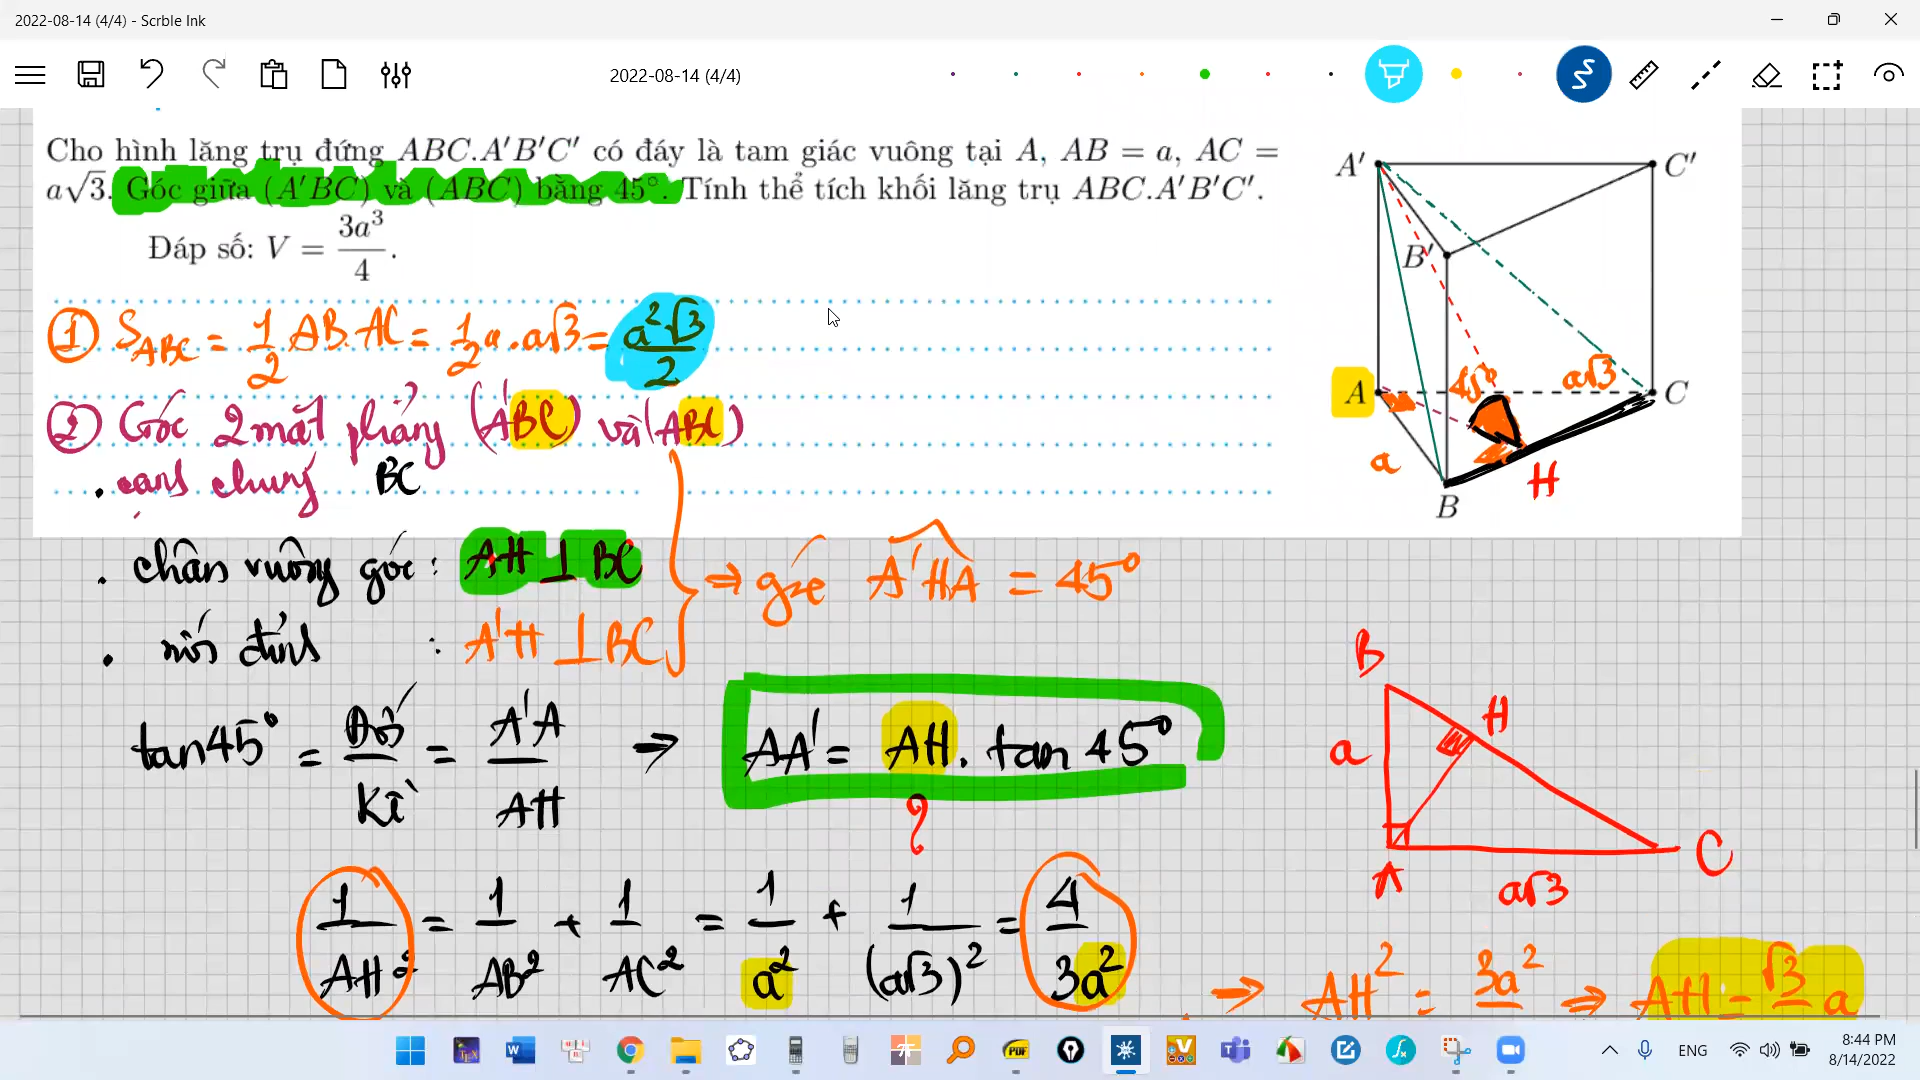 2022-08-14 (4/4) - Scrble Ink
2022-08-14 (4/4)
Cho hình lăng trụ đứng ABC.A′B′C′ có đáy là tam giác vuông tại A, AB = a, AC =
a√3. Góc giữa (A′BC) và (ABC) bằng 45°. Tính thể tích khối lăng trụ ABC.A′B′C′.
Đáp số: V = 3a³/4.
① S_ABC = 1/2 AB.AC = 1/2 a.a√3 = a²√3/2
② Góc 2 mặt phẳng (A'BC) và (ABC)
. cạnh chung BC
. chân vuông góc : AH ⊥ BC
. nối đỉnh : A'H ⊥ BC
⇒ góc A'HA = 45°
tan45° = Đối/Kề = A'A/AH → AA' = AH . tan 45°
?
1/AH² = 1/AB² + 1/AC² = 1/a² + 1/(a√3)² = 4/3a²
→ AH² = 3a² ⇒ AH = √3 a
A′
C′
B′
45°
a√3
A
C
a
H
B
B
H
a
A
a√3
C
ENG
8:44 PM
8/14/2022